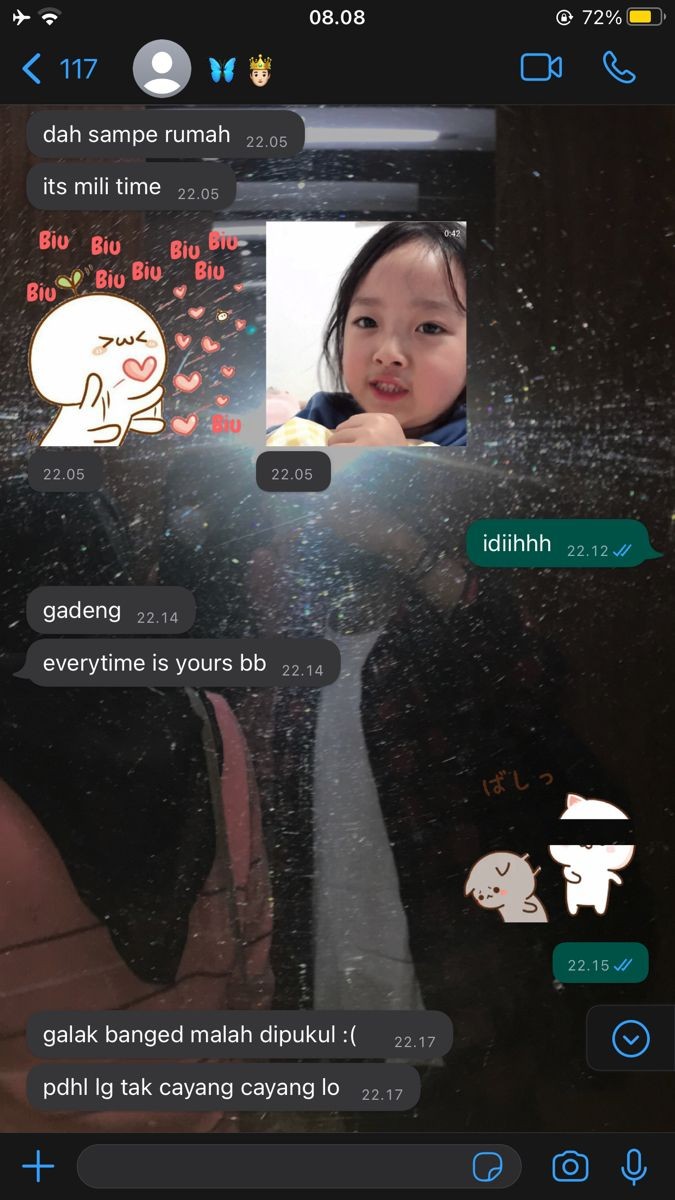 08.08
72%
117
dah sampe rumah 22.05
its mili time 22.05
Biu Biu Biu Biu
Biu Biu Biu Biu
Biu
0:42
22.05
22.05
idiihhh 22.12
gadeng 22.14
everytime is yours bb 22.14
ばしっ
22.15
galak banged malah dipukul :( 22.17
pdhl lg tak cayang cayang lo 22.17